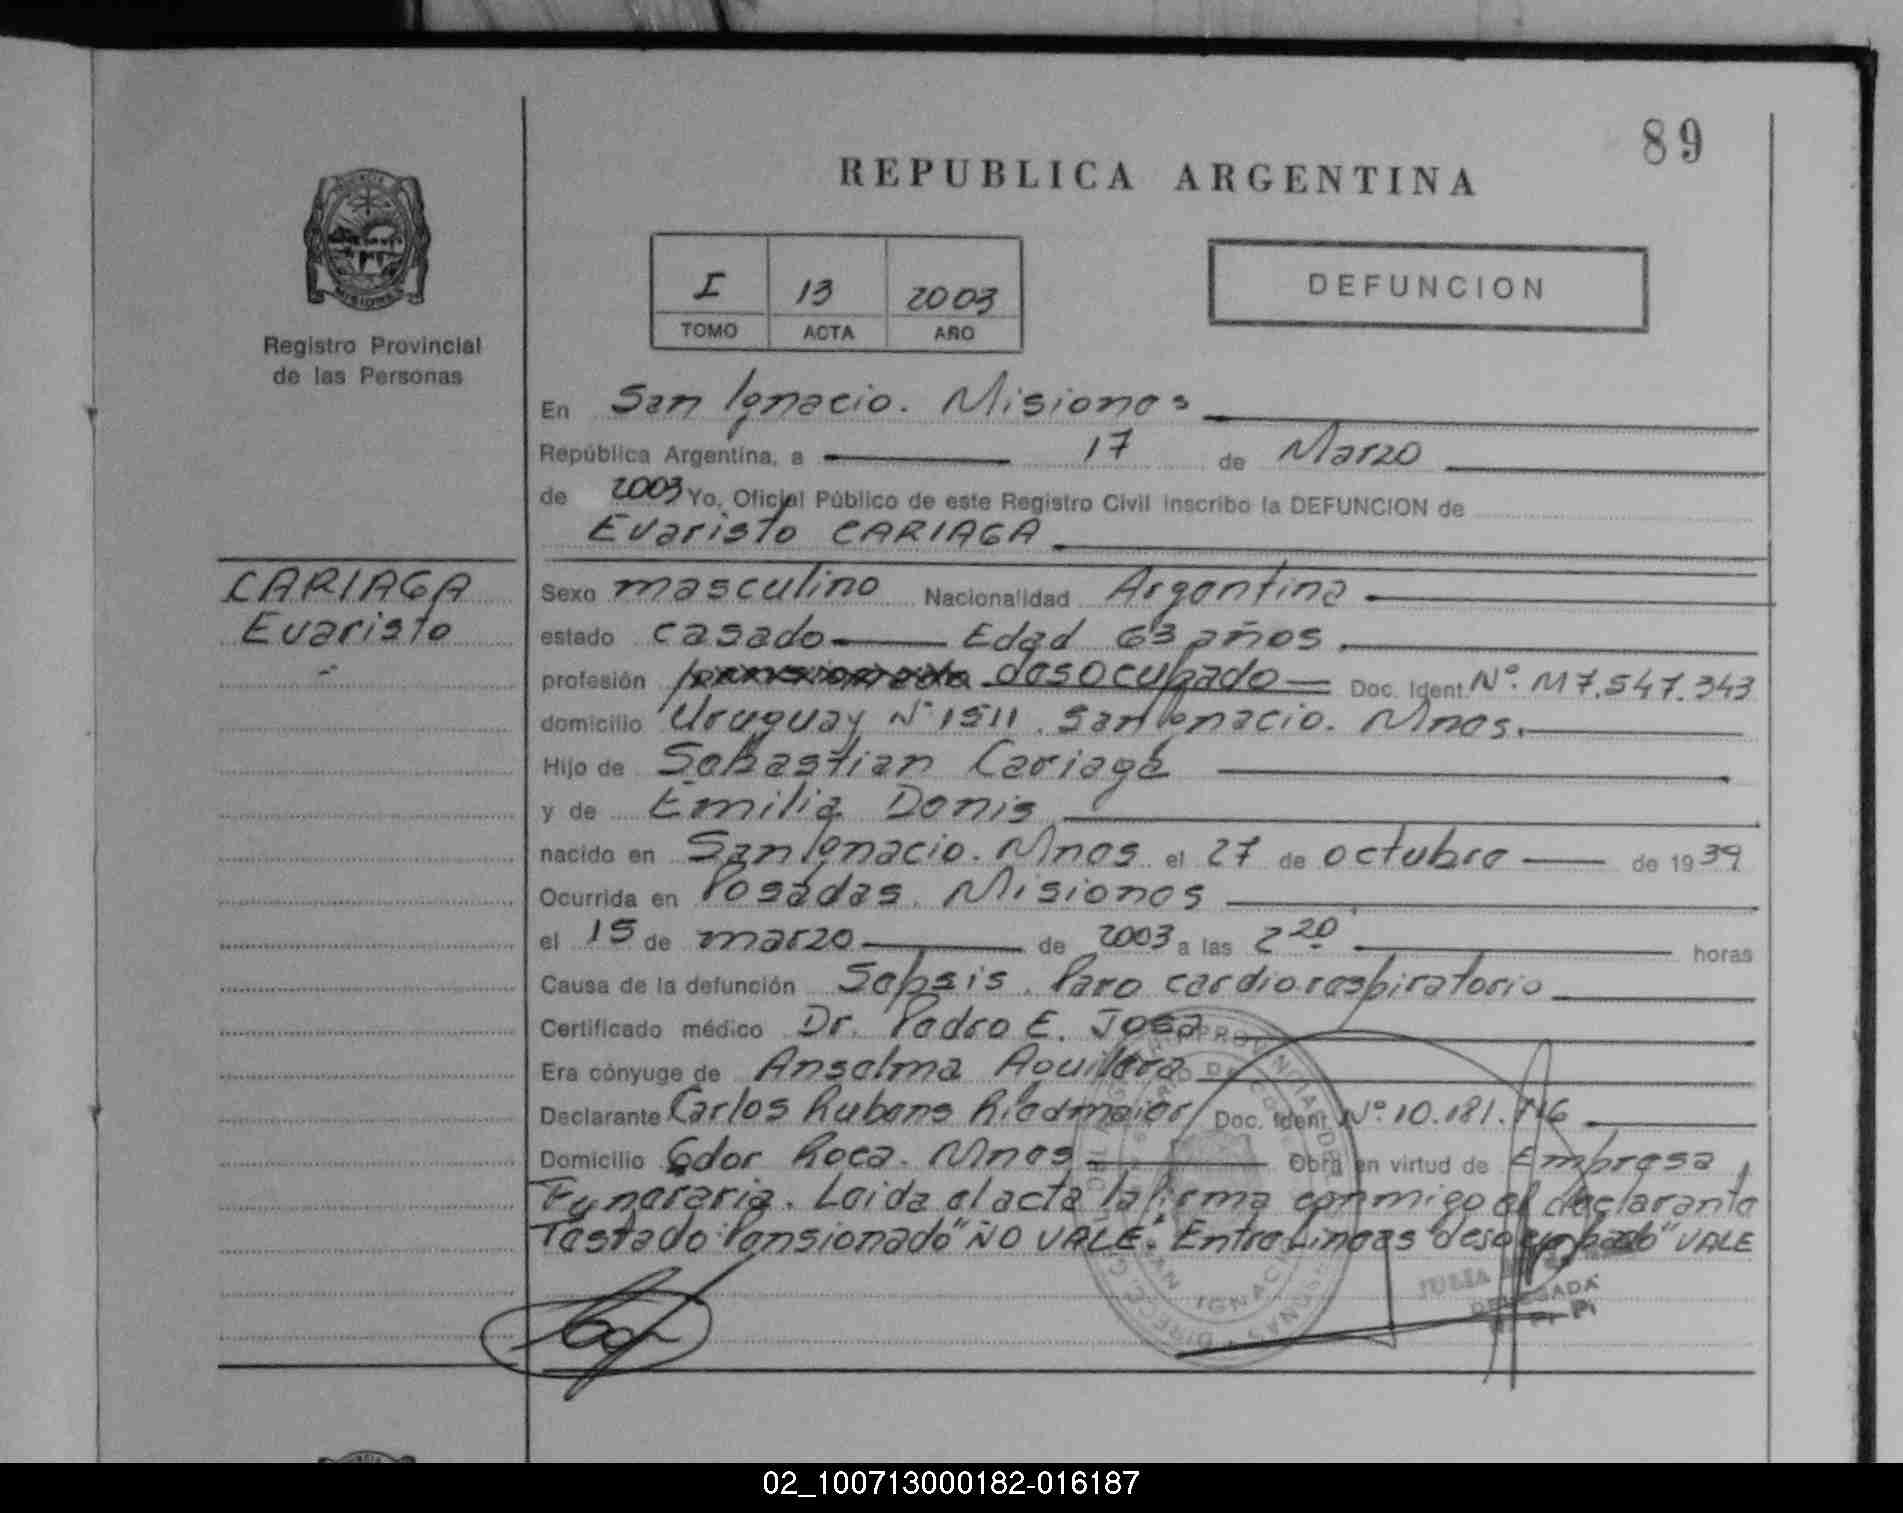 89
REPUBLICA ARGENTINA
I 13 2003
TOMO ACTA AÑO
DEFUNCION
Registro Provincial
de las Personas
En San Ignacio. Misiones
República Argentina, a 17 de Marzo
de 2003 Yo, Oficial Público de este Registro Civil inscribo la DEFUNCION de
Evaristo CARIAGA
CARIAGA
Evaristo
Sexo masculino Nacionalidad Argentina
estado casado Edad 63 años
profesión pensionado desocupado Doc. Ident. Nº. M7.547.343
domicilio Uruguay Nº 1511. San Ignacio. Mnes.
Hijo de Sebastian Cariaga
y de Emilia Denis
nacido en San Ignacio. Mnes el 27 de octubre de 1939
Ocurrida en Posadas. Misiones
el 15 de marzo de 2003 a las 2 20 horas
Causa de la defunción Sepsis. Paro cardiorespiratorio
Certificado médico Dr. Pedro E. Josa
Era cónyuge de Anselma Aguilera
Declarante Carlos Rubens Riedmaier Doc. Ident. Nº. 10.181.
Domicilio Gdor Roca. Mnes Obra en virtud de Empresa
Funeraria. Leida el acta la firma conmigo el declarante
Testado "Pensionado" NO VALE. Entre Lineas "desocupado" VALE
SAN IGNACIO
DELEGADA
02_100713000182-016187